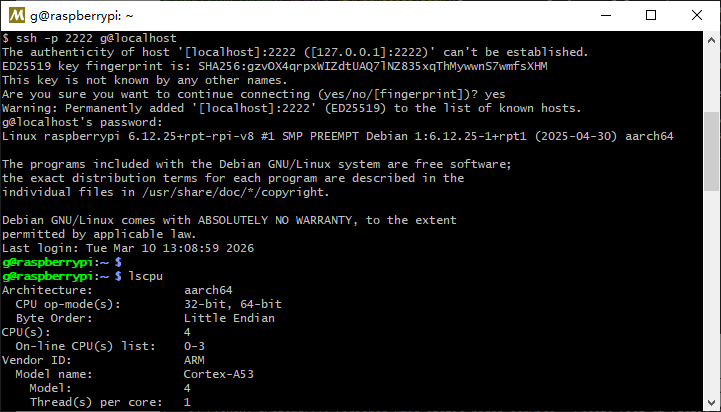 g@raspberrypi: ~
$ ssh -p 2222 g@localhost
The authenticity of host '[localhost]:2222 ([127.0.0.1]:2222)' can't be established.
ED25519 key fingerprint is: SHA256:gzvOX4qrpxWIZdtUAQ7lNZ835xqThMywwnS7wmfsXHM
This key is not known by any other names.
Are you sure you want to continue connecting (yes/no/[fingerprint])? yes
Warning: Permanently added '[localhost]:2222' (ED25519) to the list of known hosts.
g@localhost's password:
Linux raspberrypi 6.12.25+rpt-rpi-v8 #1 SMP PREEMPT Debian 1:6.12.25-1+rpt1 (2025-04-30) aarch64

The programs included with the Debian GNU/Linux system are free software;
the exact distribution terms for each program are described in the
individual files in /usr/share/doc/*/copyright.

Debian GNU/Linux comes with ABSOLUTELY NO WARRANTY, to the extent
permitted by applicable law.
Last login: Tue Mar 10 13:08:59 2026
g@raspberrypi:~ $
g@raspberrypi:~ $ lscpu
Architecture:            aarch64
  CPU op-mode(s):        32-bit, 64-bit
  Byte Order:            Little Endian
CPU(s):                  4
  On-line CPU(s) list:   0-3
Vendor ID:               ARM
  Model name:            Cortex-A53
    Model:               4
    Thread(s) per core:  1